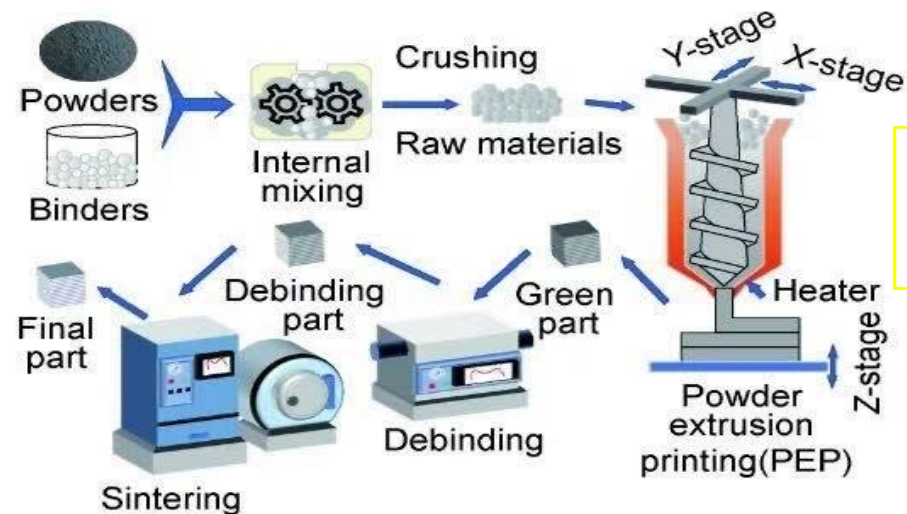 Powders
Binders
Internal
mixing
Crushing
Raw materials
Y-stage
X-stage
Heater
Z-stage
Powder
extrusion
printing(PEP)
Green
part
Debinding
Debinding
part
Sintering
Final
part